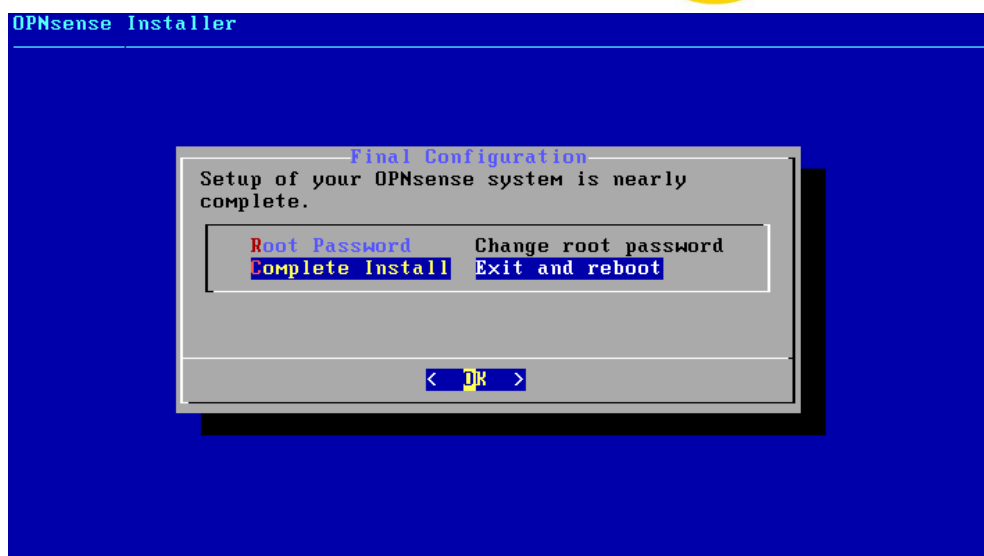 OPNsense Installer
Final Configuration
Setup of your OPNsense system is nearly
complete.
Root Password Change root password
Complete Install Exit and reboot
< OK >